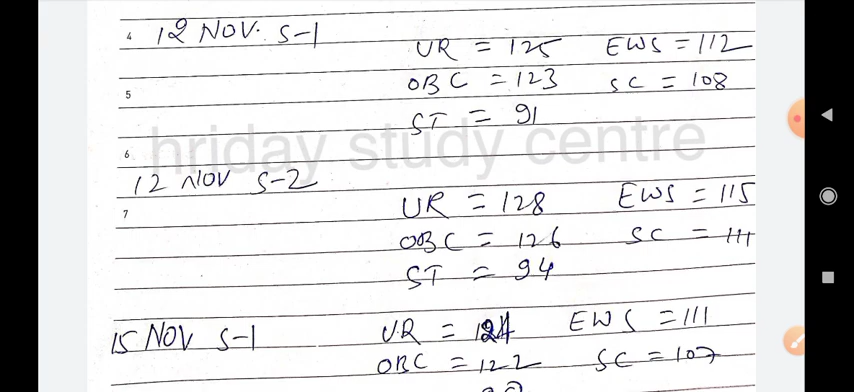 4 12 NOV. S-1
UR = 125 EWS = 112
OBC = 123 SC = 108
5
ST = 91
hriday study centre
6
12 NOV S-2
UR = 128 EWS = 115
7
OBC = 126 SC = 111
ST = 94
15 NOV S-1 UR = 124 EWS = 111
OBC = 122 SC = 107